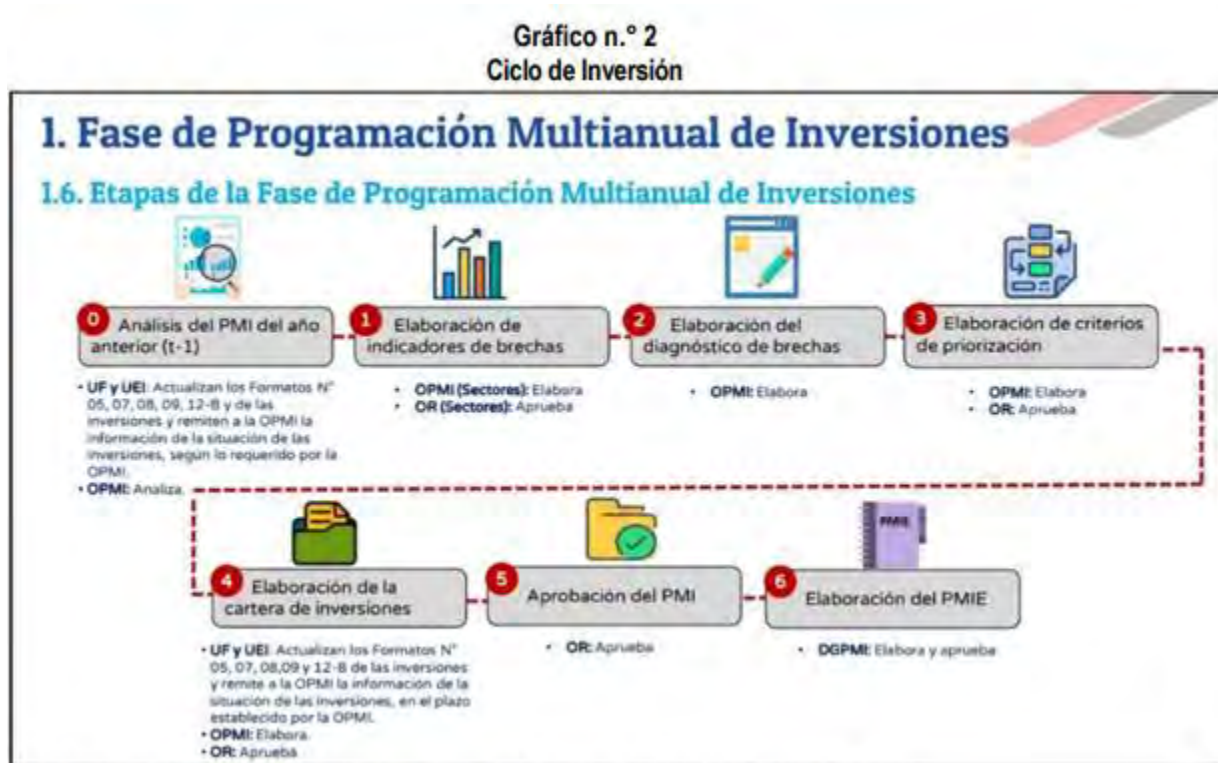 Gráfico n.° 2
Ciclo de Inversión
1. Fase de Programación Multianual de Inversiones
1.6. Etapas de la Fase de Programación Multianual de Inversiones
0 Análisis del PMI del año
anterior (t-1)
• UF y UEI: Actualizan los Formatos N°
05, 07, 08, 09, 12-B y de las
inversiones y remiten a la OPMI la
información de la situación de las
inversiones, según lo requerido por la
OPMI.
• OPMI: Analiza.
1 Elaboración de
indicadores de brechas
• OPMI (Sectores): Elabora
• OR (Sectores): Aprueba
2 Elaboración del
diagnóstico de brechas
• OPMI: Elabora
3 Elaboración de criterios
de priorización
• OPMI: Elabora
• OR: Aprueba
4 Elaboración de la
cartera de inversiones
• UF y UEI: Actualizan los Formatos N°
05, 07, 08,09 y 12-B de las inversiones
y remite a la OPMI la información de la
situación de las inversiones, en el plazo
establecido por la OPMI.
• OPMI: Elabora.
• OR: Aprueba
5 Aprobación del PMI
• OR: Aprueba
PMIE
6 Elaboración del PMIE
• DGPMI: Elabora y aprueba